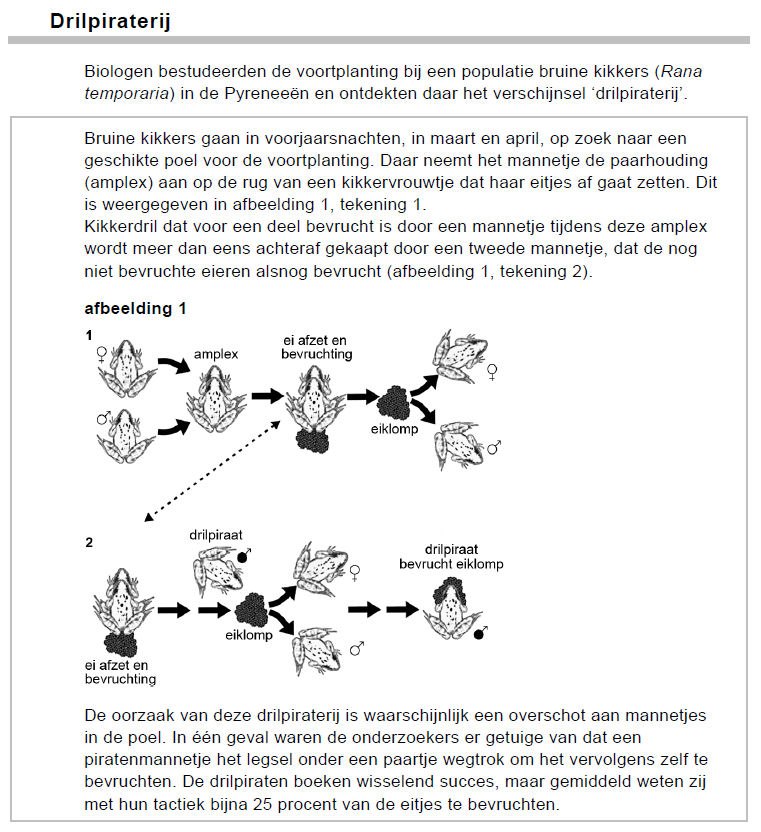 Drilpiraterij
Biologen bestudeerden de voortplanting bij een populatie bruine kikkers (Rana
temporaria) in de Pyreneeën en ontdekten daar het verschijnsel ‘drilpiraterij’.
Bruine kikkers gaan in voorjaarsnachten, in maart en april, op zoek naar een
geschikte poel voor de voortplanting. Daar neemt het mannetje de paarhouding
(amplex) aan op de rug van een kikkervrouwtje dat haar eitjes af gaat zetten. Dit
is weergegeven in afbeelding 1, tekening 1.
Kikkerdril dat voor een deel bevrucht is door een mannetje tijdens deze amplex
wordt meer dan eens achteraf gekaapt door een tweede mannetje, dat de nog
niet bevruchte eieren alsnog bevrucht (afbeelding 1, tekening 2).
afbeelding 1
1
♀
♂
amplex
ei afzet en
bevruchting
eiklomp
♀
♂
2
ei afzet en
bevruchting
drilpiraat
♂
eiklomp
♀
♂
drilpiraat
bevrucht eiklomp
♂
De oorzaak van deze drilpiraterij is waarschijnlijk een overschot aan mannetjes
in de poel. In één geval waren de onderzoekers er getuige van dat een
piratenmannetje het legsel onder een paartje wegtrok om het vervolgens zelf te
bevruchten. De drilpiraten boeken wisselend succes, maar gemiddeld weten zij
met hun tactiek bijna 25 procent van de eitjes te bevruchten.